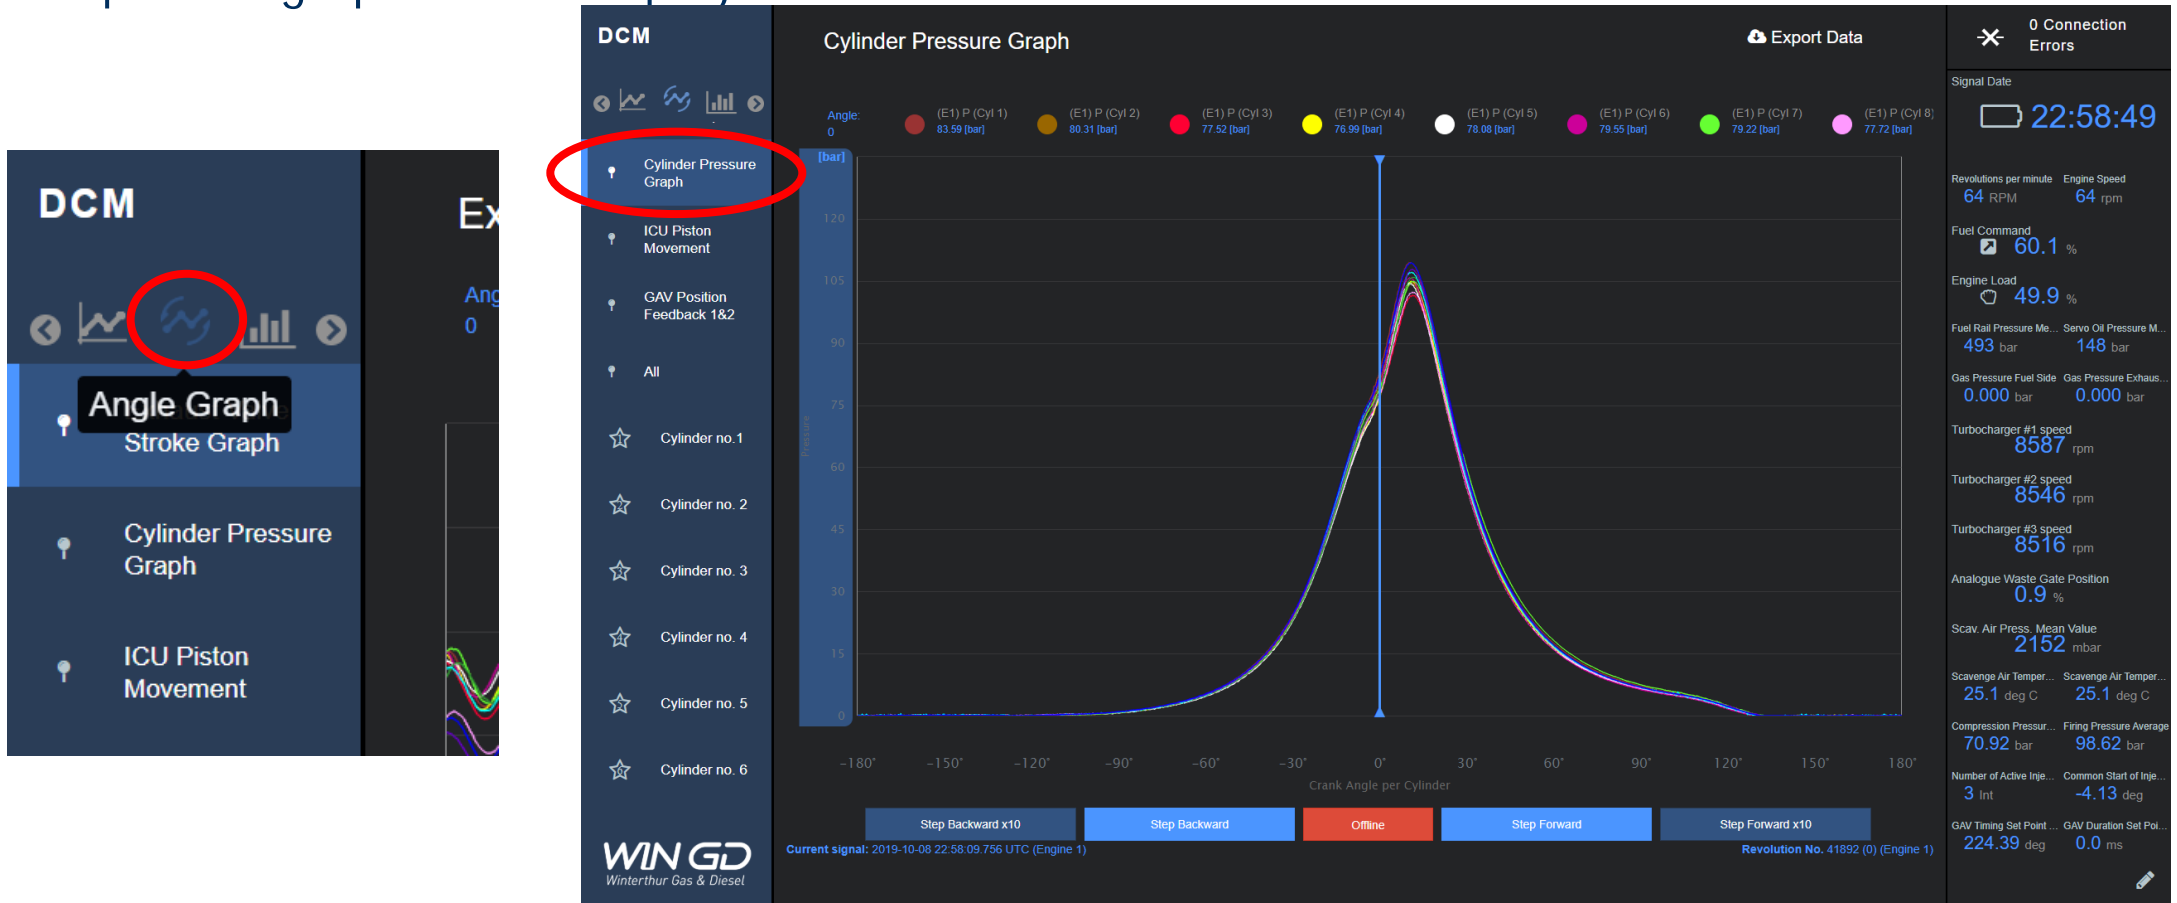 DCM
Ex
Ang
0
Angle Graph
Stroke Graph
Cylinder Pressure
Graph
ICU Piston
Movement
DCM
Cylinder Pressure
Graph
ICU Piston
Movement
GAV Position
Feedback 1&2
All
Cylinder no.1
Cylinder no. 2
Cylinder no. 3
Cylinder no. 4
Cylinder no. 5
Cylinder no. 6
WIN GD
Winterthur Gas & Diesel
Cylinder Pressure Graph
Export Data
Angle:
0
(E1) P (Cyl 1)
83.59 [bar]
(E1) P (Cyl 2)
80.31 [bar]
(E1) P (Cyl 3)
77.52 [bar]
(E1) P (Cyl 4)
76.99 [bar]
(E1) P (Cyl 5)
78.08 [bar]
(E1) P (Cyl 6)
79.55 [bar]
(E1) P (Cyl 7)
79.22 [bar]
(E1) P (Cyl 8)
77.72 [bar]
[bar]
120
105
90
75
60
45
30
15
0
Pressure
-180° -150° -120° -90° -60° -30° 0° 30° 60° 90° 120° 150° 180°
Crank Angle per Cylinder
Step Backward x10
Step Backward
Offline
Step Forward
Step Forward x10
Current signal: 2019-10-08 22:58:09.756 UTC (Engine 1)
Revolution No. 41892 (0) (Engine 1)
0 Connection
Errors
Signal Date
22:58:49
Revolutions per minute Engine Speed
64 RPM 64 rpm
Fuel Command
60.1 %
Engine Load
49.9 %
Fuel Rail Pressure Me... Servo Oil Pressure M...
493 bar 148 bar
Gas Pressure Fuel Side Gas Pressure Exhaus...
0.000 bar 0.000 bar
Turbocharger #1 speed
8587 rpm
Turbocharger #2 speed
8546 rpm
Turbocharger #3 speed
8516 rpm
Analogue Waste Gate Position
0.9 %
Scav. Air Press. Mean Value
2152 mbar
Scavenge Air Temper... Scavenge Air Temper...
25.1 deg C 25.1 deg C
Compression Pressur... Firing Pressure Average
70.92 bar 98.62 bar
Number of Active Inje... Common Start of Inje...
3 Int -4.13 deg
GAV Timing Set Point ... GAV Duration Set Poi...
224.39 deg 0.0 ms